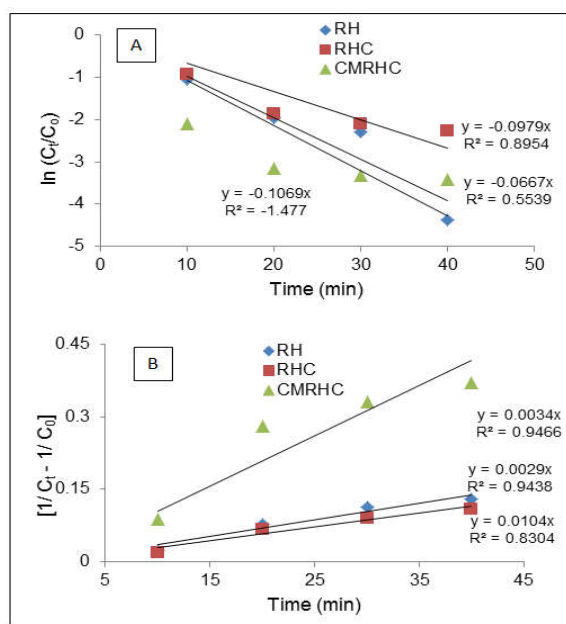 A
RH
RHC
CMRHC
0
-1
-2
-3
-4
-5
ln (Ct/C0)
y = -0.0979x
R² = 0.8954
y = -0.0667x
R² = 0.5539
y = -0.1069x
R² = -1.477
0 10 20 30 40 50
Time (min)
B
RH
RHC
CMRHC
0.45
0.3
0.15
0
[1/ Ct - 1/ C0]
y = 0.0034x
R² = 0.9466
y = 0.0029x
R² = 0.9438
y = 0.0104x
R² = 0.8304
5 15 25 35 45
Time (min)